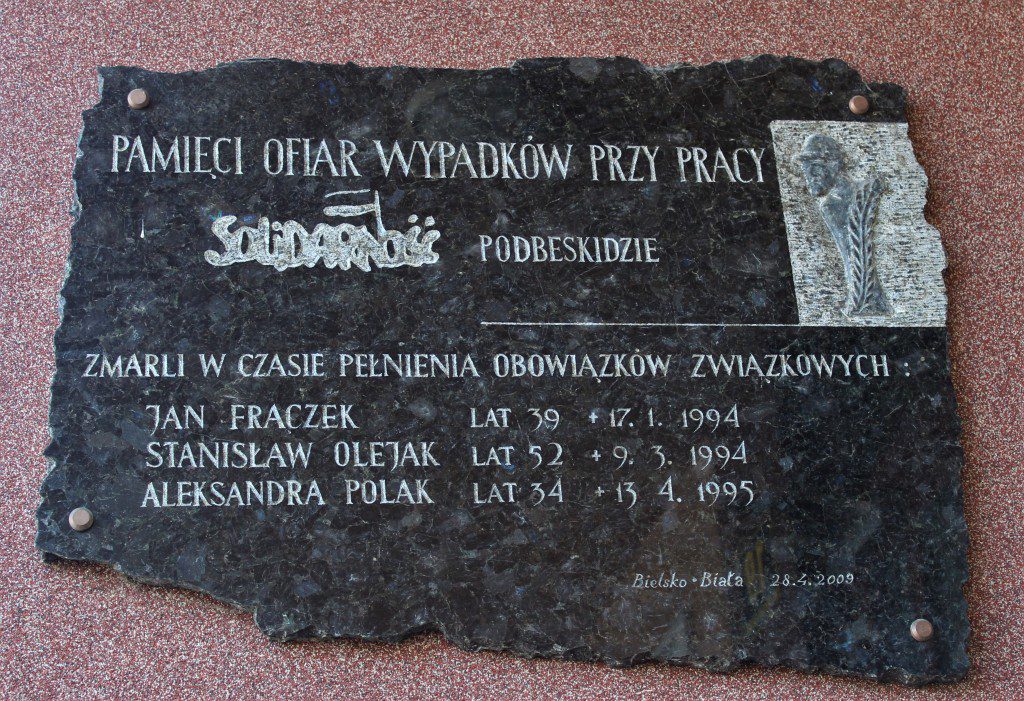 PAMIĘCI OFIAR WYPADKÓW PRZY PRACY
SOLIDARNOŚĆ PODBESKIDZIE
ZMARLI W CZASIE PEŁNIENIA OBOWIĄZKÓW ZWIĄZKOWYCH :
JAN FRĄCZEK LAT 39 + 17. 1. 1994
STANISŁAW OLEJAK LAT 52 + 9. 3. 1994
ALEKSANDRA POLAK LAT 34 + 13 4. 1995
Bielsko - Biała 28.4.2009